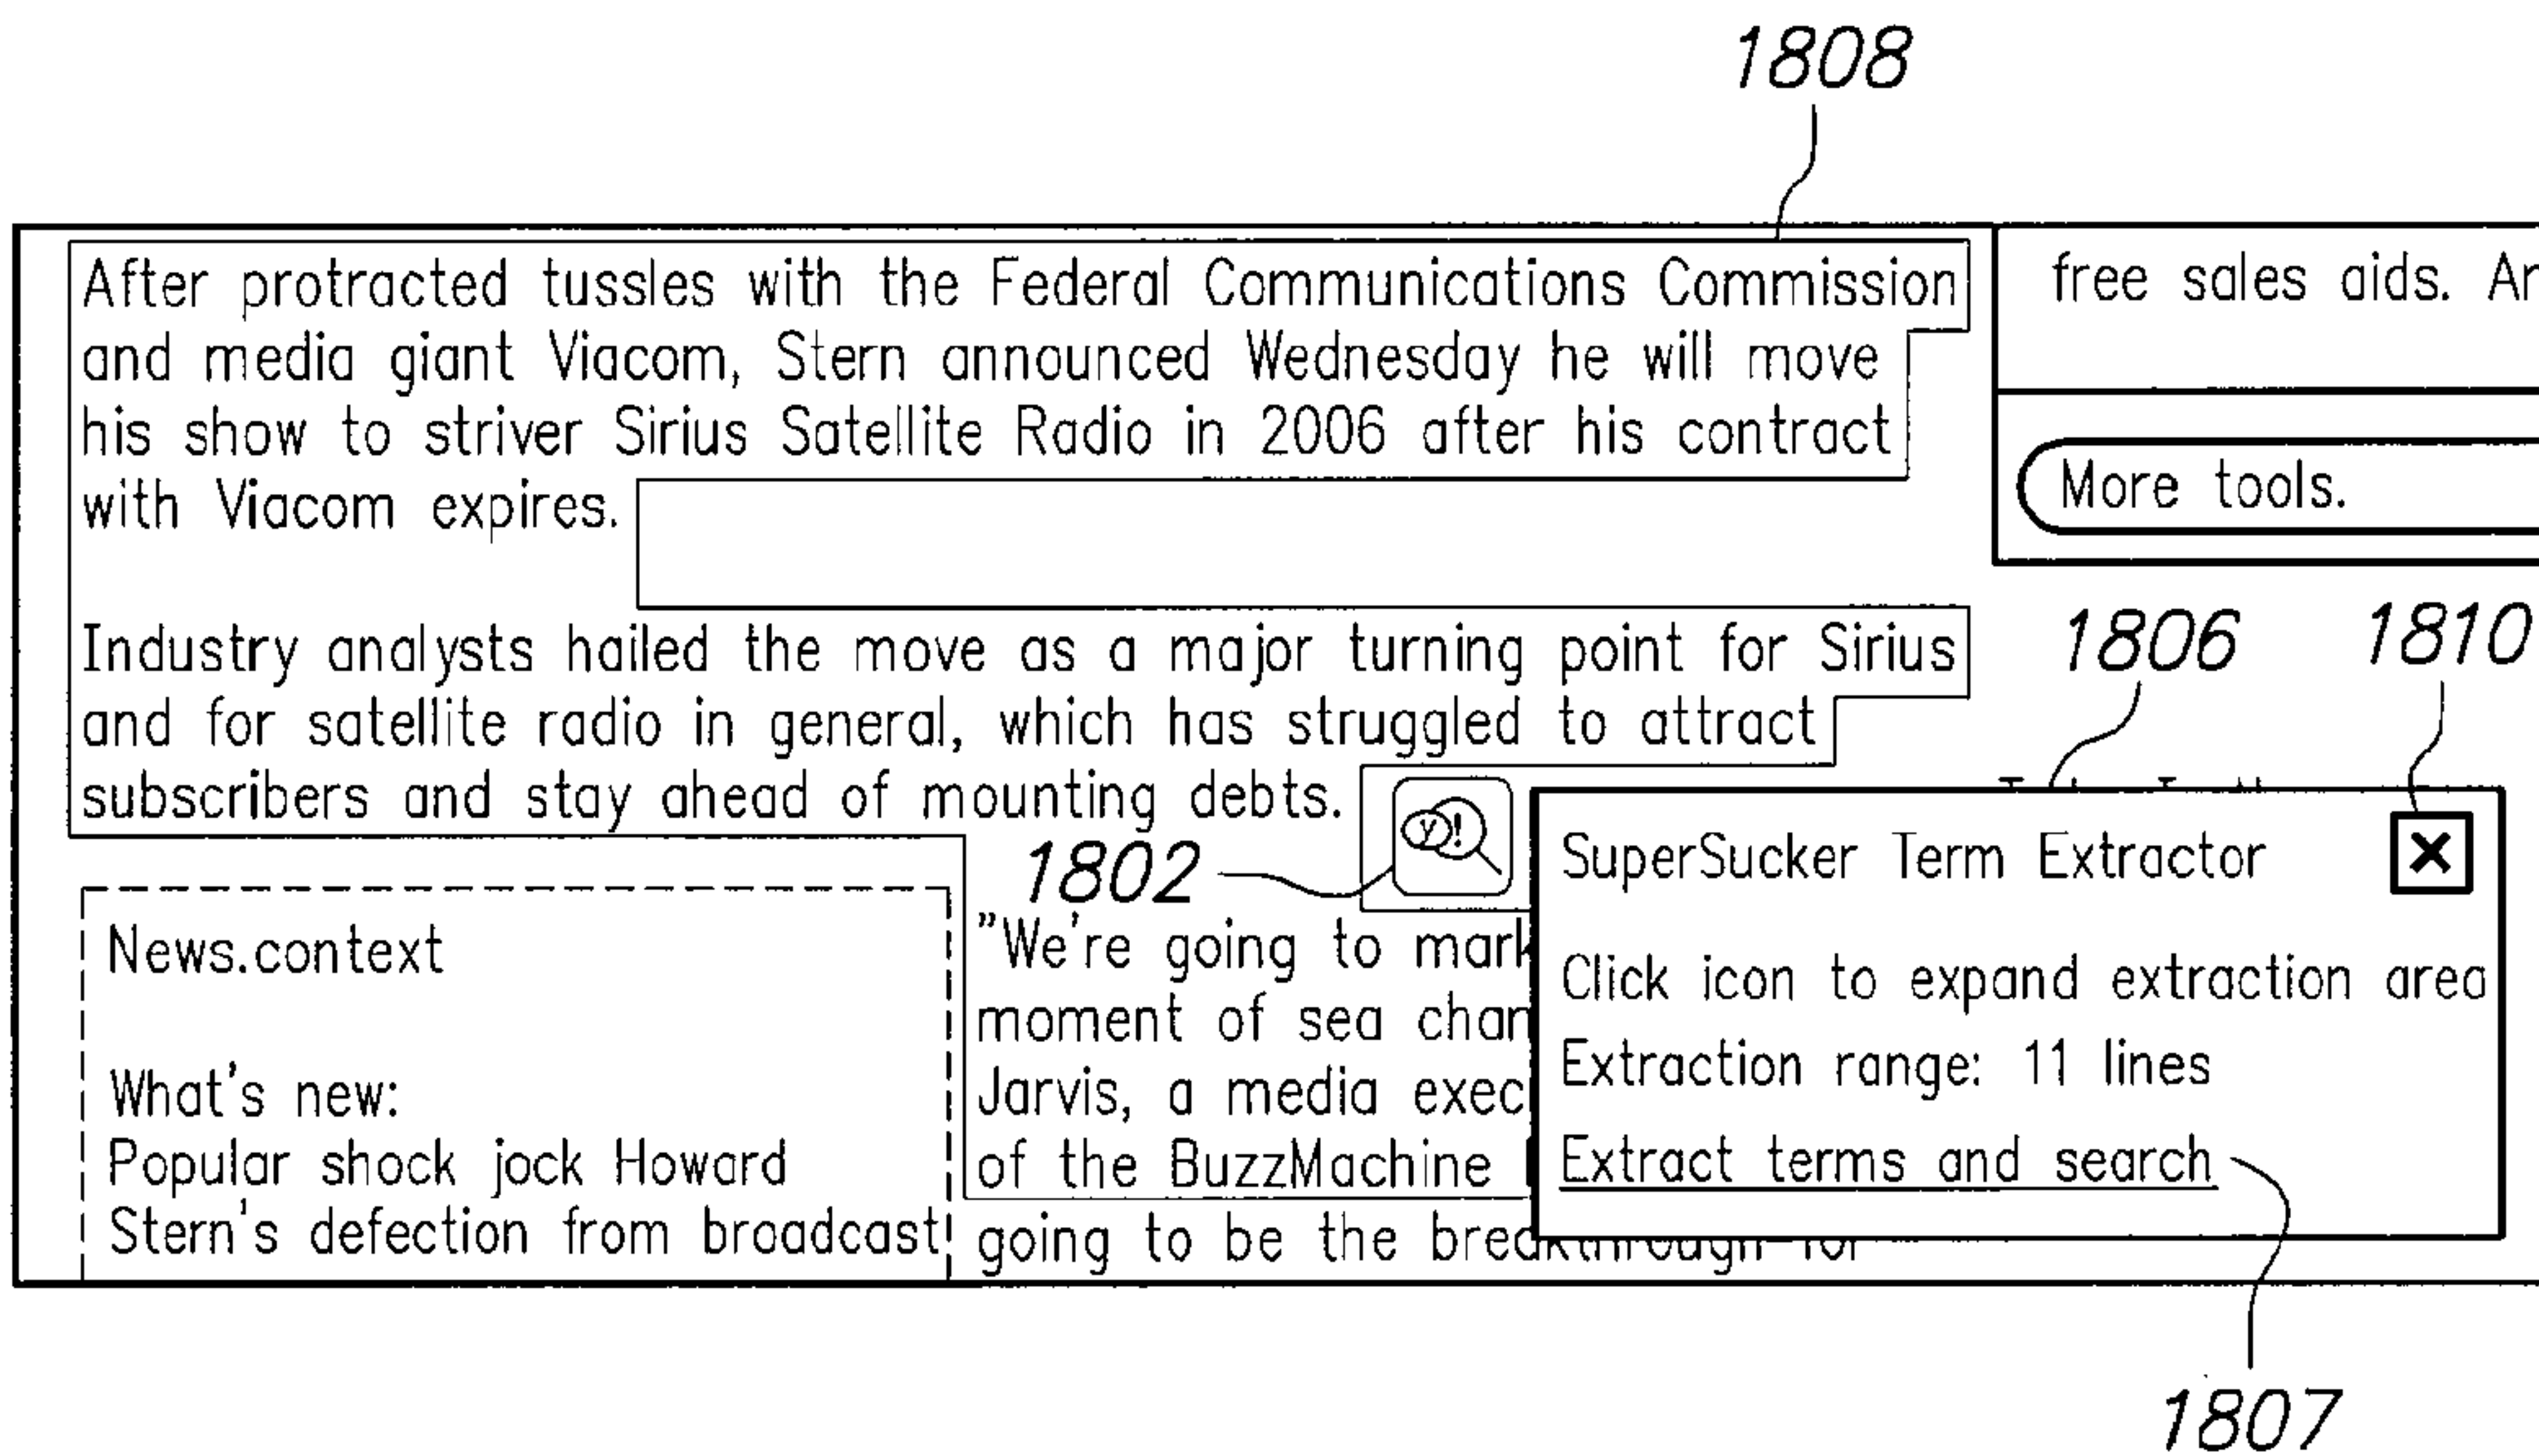 1808
After protracted tussles with the Federal Communications Commission
and media giant Viacom, Stern announced Wednesday he will move
his show to striver Sirius Satellite Radio in 2006 after his contract
with Viacom expires.
Industry analysts hailed the move as a major turning point for Sirius
and for satellite radio in general, which has struggled to attract
subscribers and stay ahead of mounting debts.
y!
1802
"We're going to mark
moment of sea chan
Jarvis, a media exec
of the BuzzMachine
going to be the breakthrough for
News.context
What's new:
Popular shock jock Howard
Stern's defection from broadcast
free sales aids. Ar
More tools.
1806
1810
SuperSucker Term Extractor
X
Click icon to expand extraction area
Extraction range: 11 lines
Extract terms and search
1807